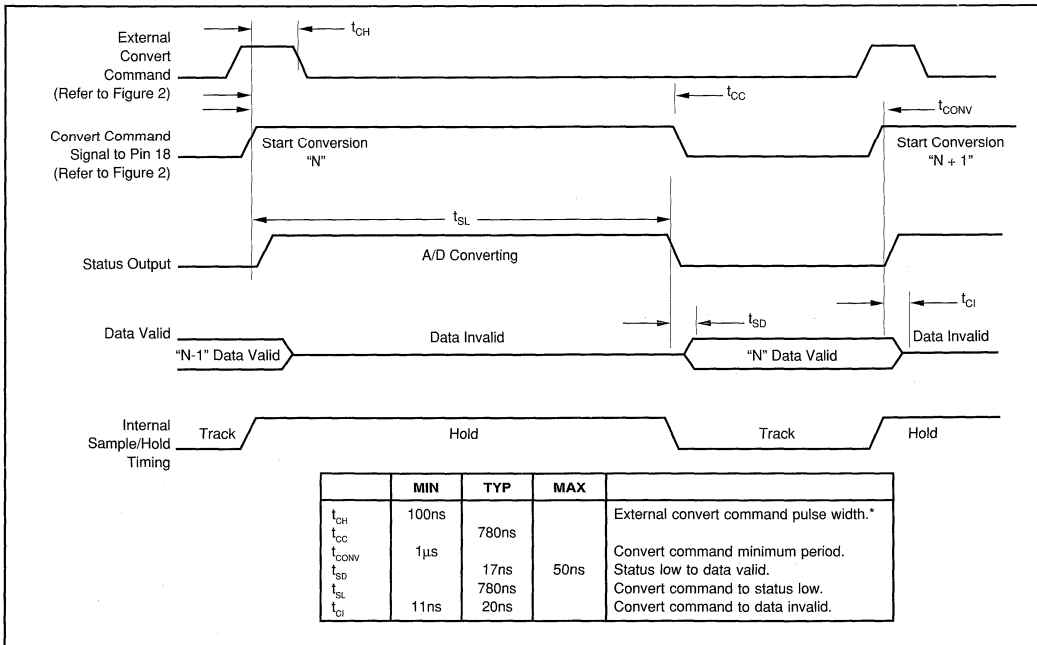 External
Convert
Command
(Refer to Figure 2)
t_CH
t_CC
t_CONV
Convert Command
Signal to Pin 18
(Refer to Figure 2)
Start Conversion
“N”
Start Conversion
“N + 1”
t_SL
Status Output
A/D Converting
t_CI
t_SD
Data Valid
“N-1” Data Valid
Data Invalid
“N” Data Valid
Data Invalid
Internal
Sample/Hold
Timing
Track
Hold
Track
Hold
MIN TYP MAX
t_CH 100ns External convert command pulse width.*
t_CC 780ns
t_CONV 1µs Convert command minimum period.
t_SD 17ns 50ns Status low to data valid.
t_SL 780ns Convert command to status low.
t_CI 11ns 20ns Convert command to data invalid.